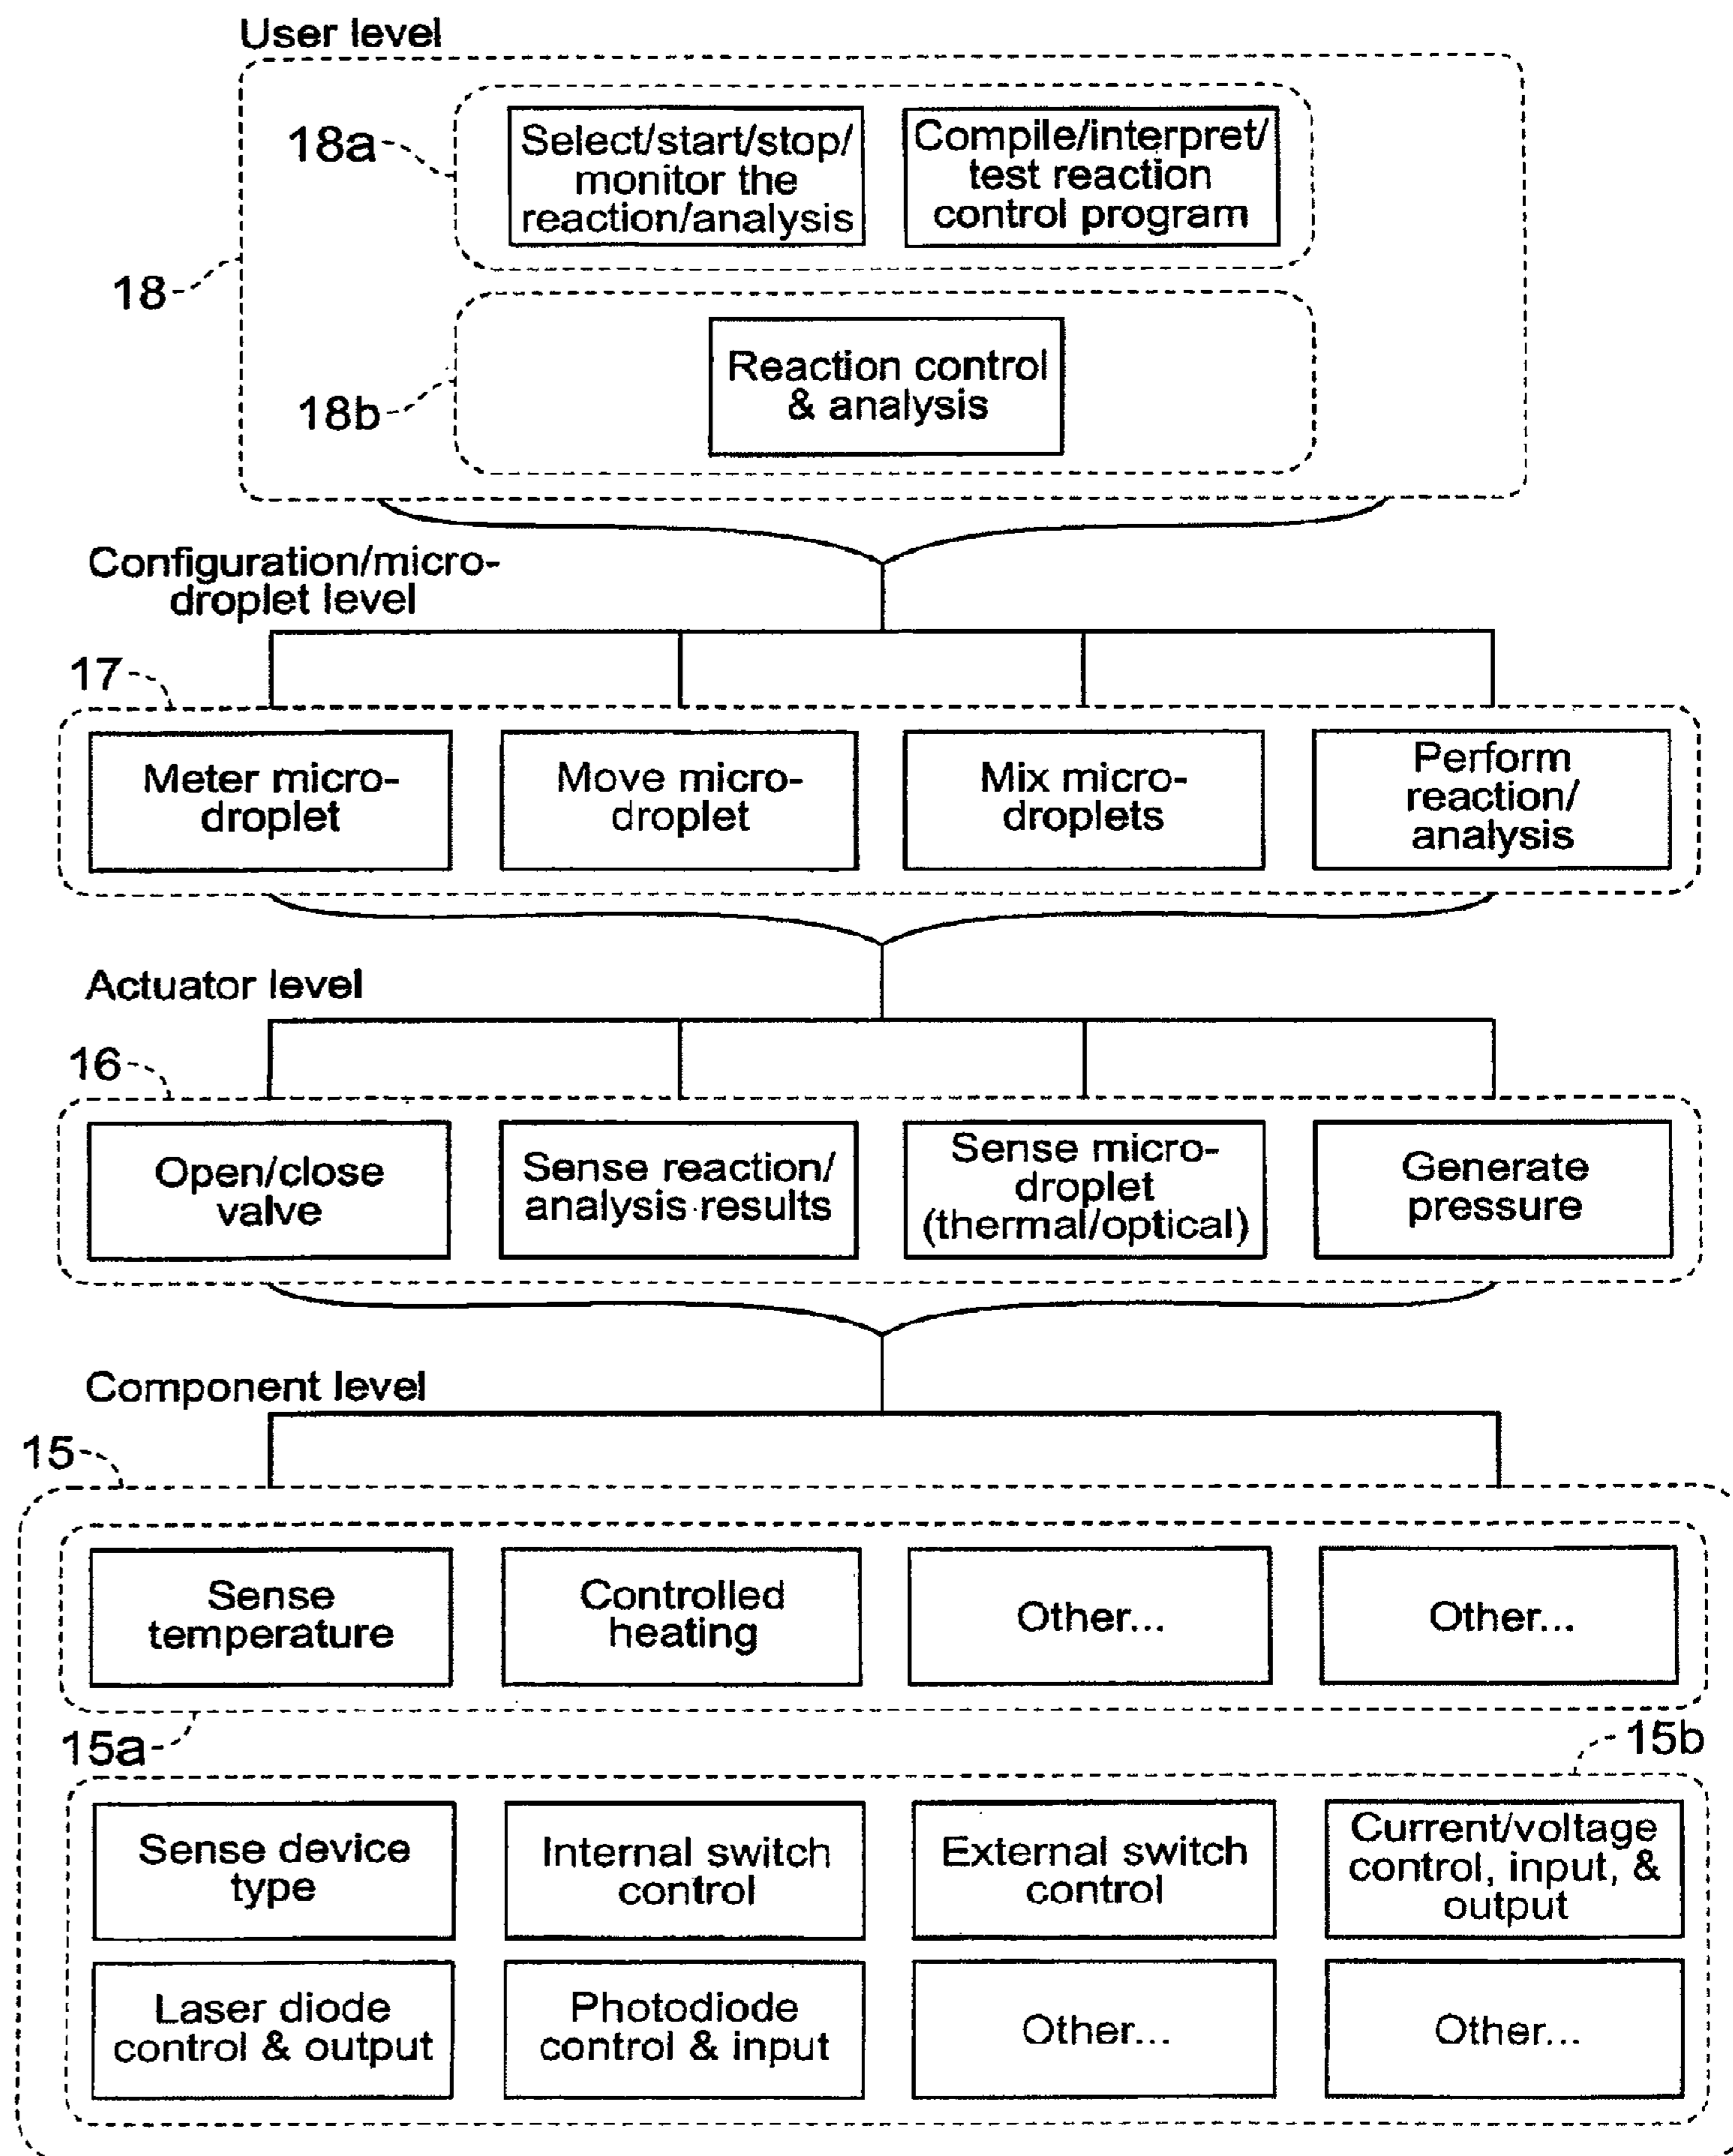 User level
18a
Select/start/stop/
monitor the
reaction/analysis
Compile/interpret/
test reaction
control program
18
18b
Reaction control
& analysis
Configuration/micro-
droplet level
17
Meter micro-
droplet
Move micro-
droplet
Mix micro-
droplets
Perform
reaction/
analysis
Actuator level
16
Open/close
valve
Sense reaction/
analysis results
Sense micro-
droplet
(thermal/optical)
Generate
pressure
Component level
15
Sense
temperature
Controlled
heating
Other...
Other...
15a
15b
Sense device
type
Internal switch
control
External switch
control
Current/voltage
control, input, &
output
Laser diode
control & output
Photodiode
control & input
Other...
Other...